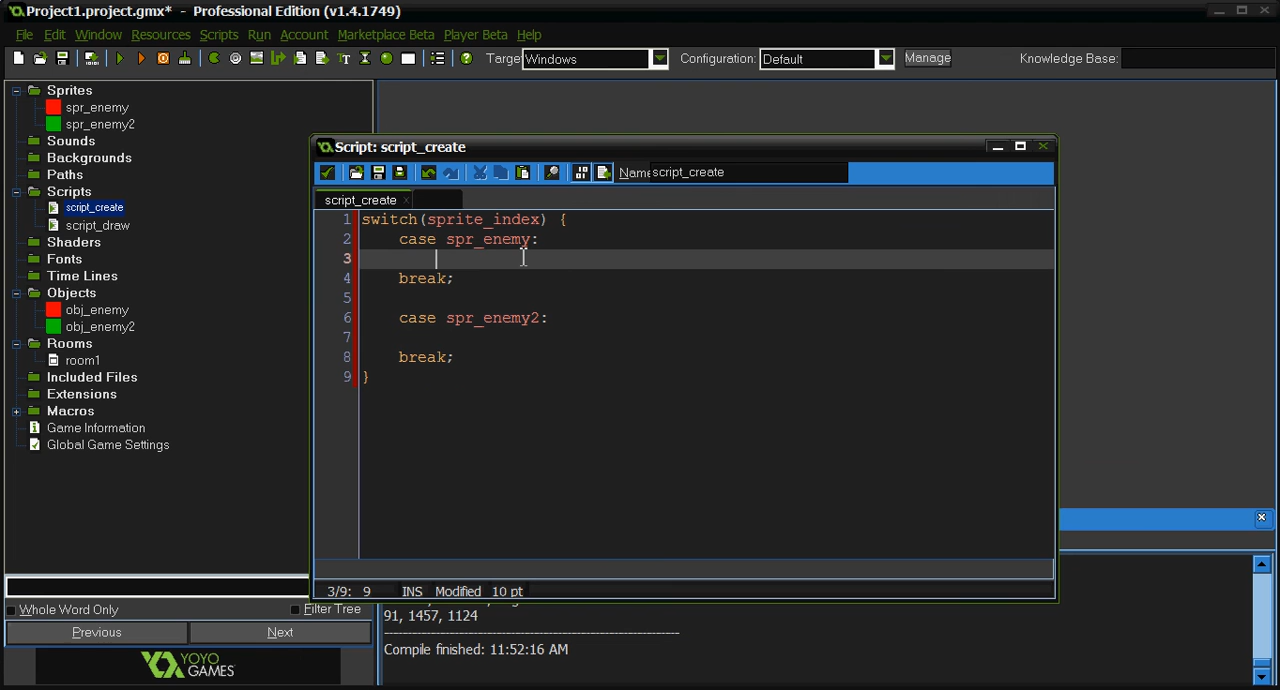 Project1.project.gmx* - Professional Edition (v1.4.1749)
File Edit Window Resources Scripts Run Account Marketplace Beta Player Beta Help
Target Windows Configuration: Default Manage Knowledge Base:
Sprites
spr_enemy
spr_enemy2
Sounds
Backgrounds
Paths
Scripts
script_create
script_draw
Shaders
Fonts
Time Lines
Objects
obj_enemy
obj_enemy2
Rooms
room1
Included Files
Extensions
Macros
Game Information
Global Game Settings
Whole Word Only Filter Tree
Previous Next
YOYO
GAMES
Script: script_create
Name script_create
script_create ×
1 switch(sprite_index) {
2 case spr_enemy:
3
4 break;
5
6 case spr_enemy2:
7
8 break;
9 }
3/9: 9 INS Modified 10 pt
91, 1457, 1124
Compile finished: 11:52:16 AM